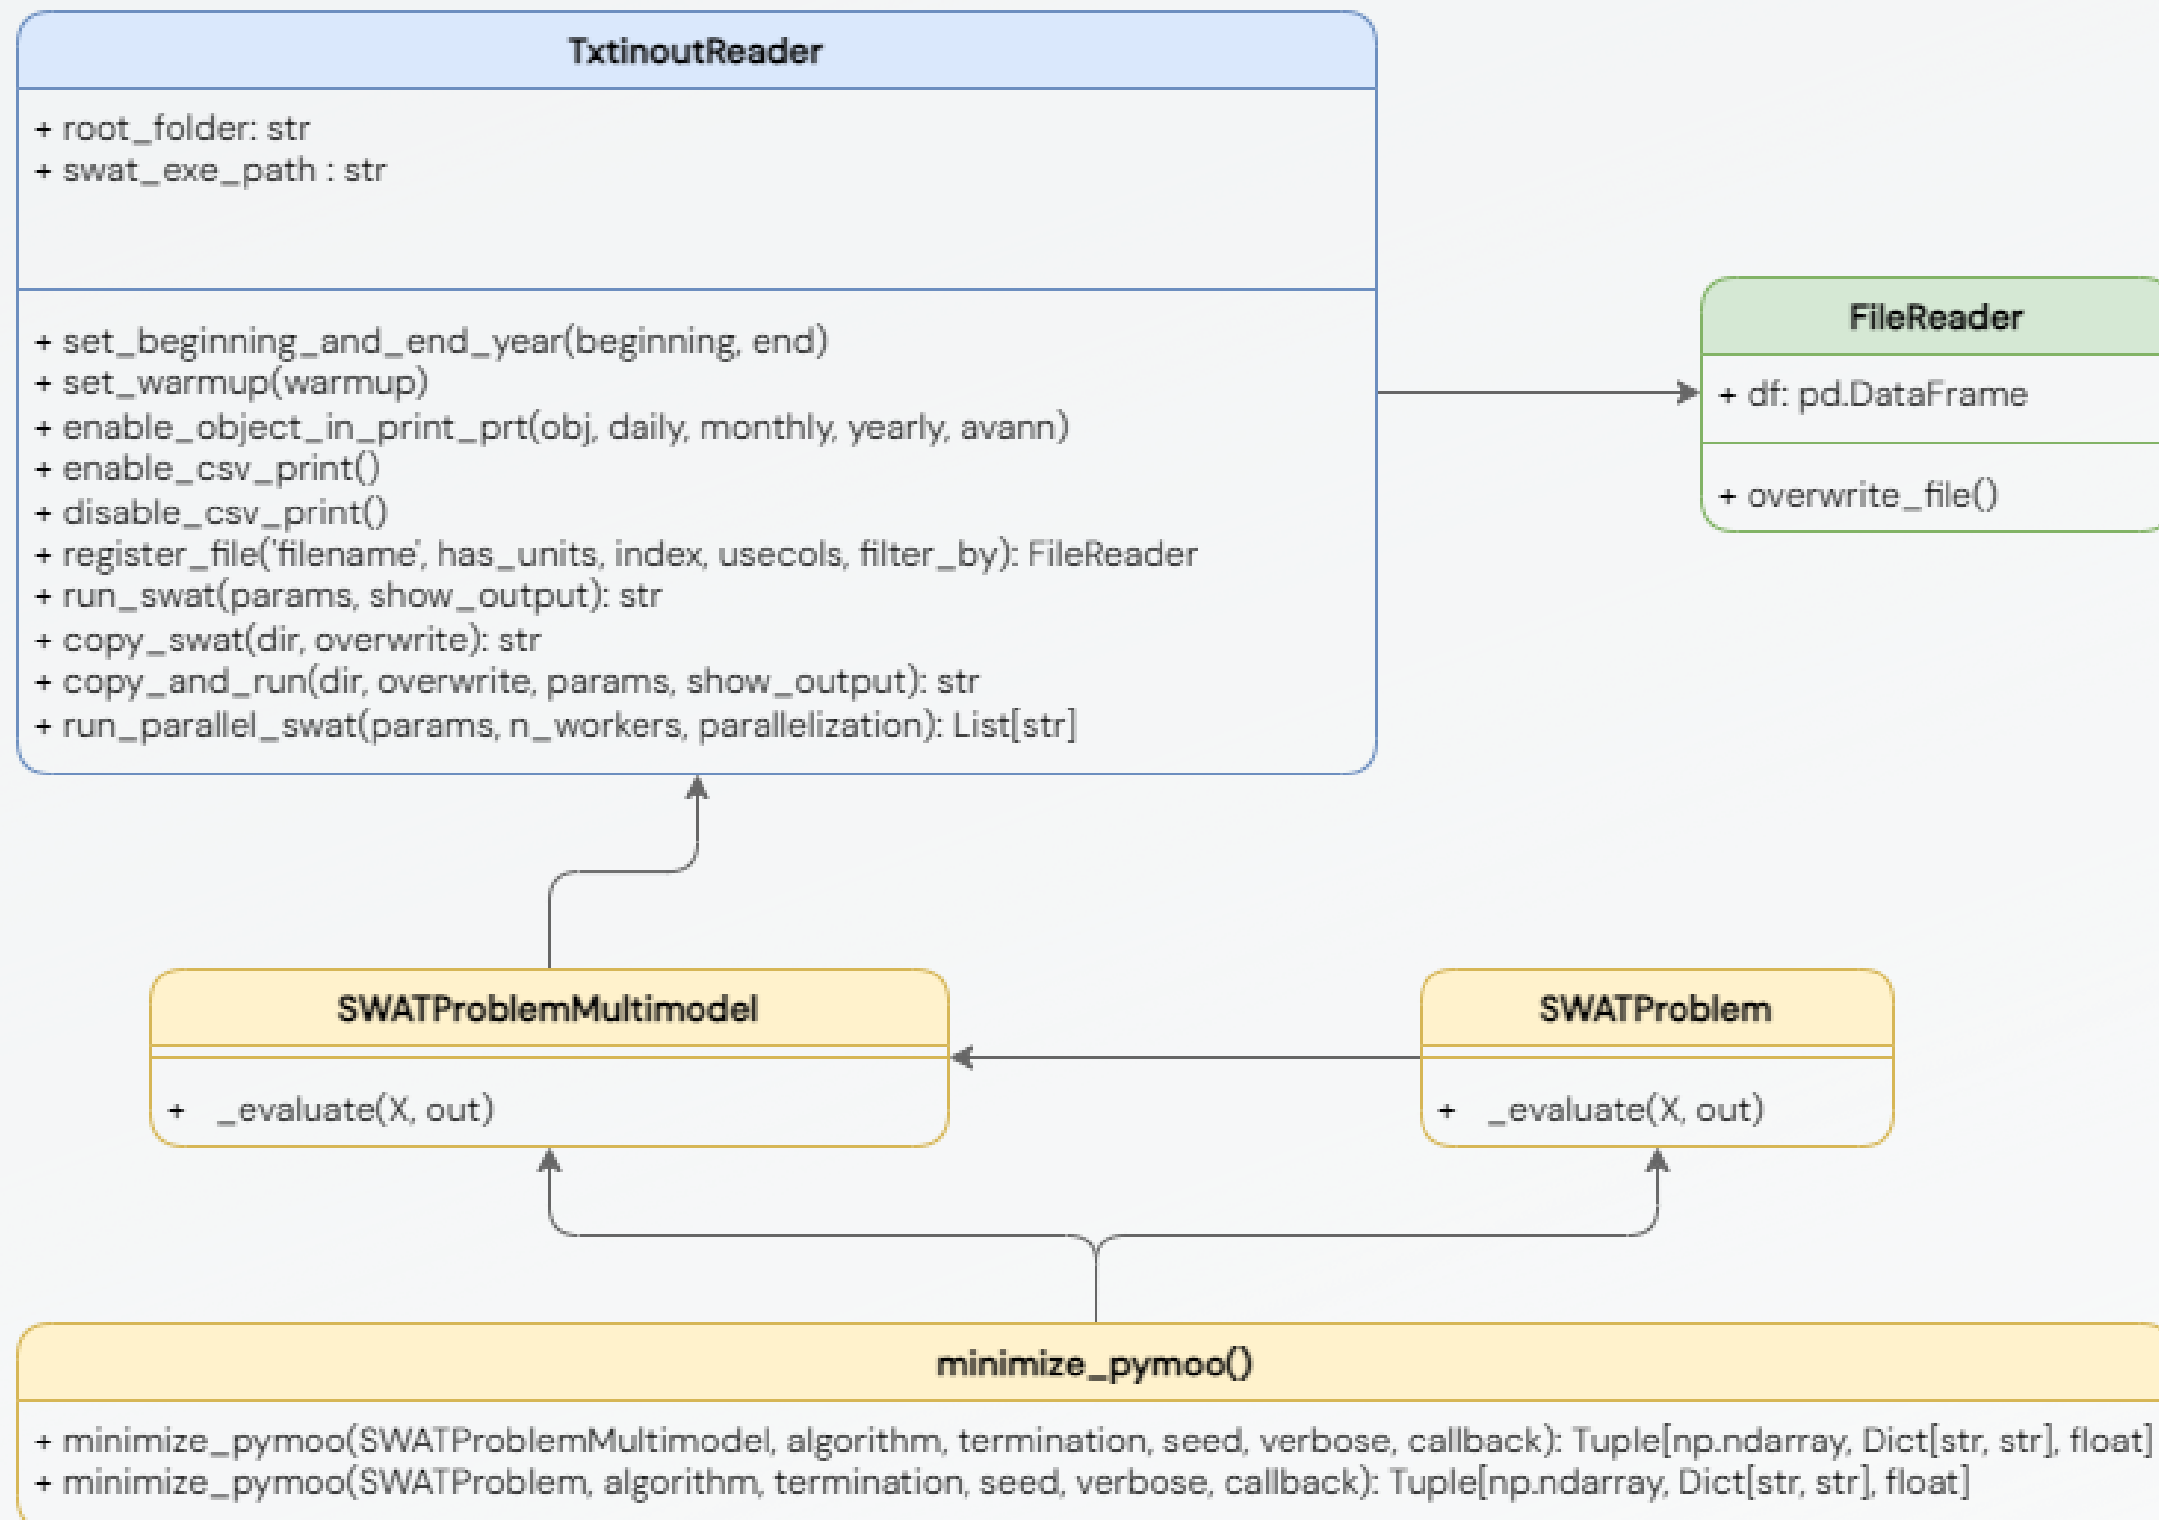 TxtinoutReader
+ root_folder: str
+ swat_exe_path : str
+ set_beginning_and_end_year(beginning, end)
+ set_warmup(warmup)
+ enable_object_in_print_prt(obj, daily, monthly, yearly, avann)
+ enable_csv_print()
+ disable_csv_print()
+ register_file('filename', has_units, index, usecols, filter_by): FileReader
+ run_swat(params, show_output): str
+ copy_swat(dir, overwrite): str
+ copy_and_run(dir, overwrite, params, show_output): str
+ run_parallel_swat(params, n_workers, parallelization): List[str]
FileReader
+ df: pd.DataFrame
+ overwrite_file()
SWATProblemMultimodel
+ _evaluate(X, out)
SWATProblem
+ _evaluate(X, out)
minimize_pymoo()
+ minimize_pymoo(SWATProblemMultimodel, algorithm, termination, seed, verbose, callback): Tuple[np.ndarray, Dict[str, str], float]
+ minimize_pymoo(SWATProblem, algorithm, termination, seed, verbose, callback): Tuple[np.ndarray, Dict[str, str], float]